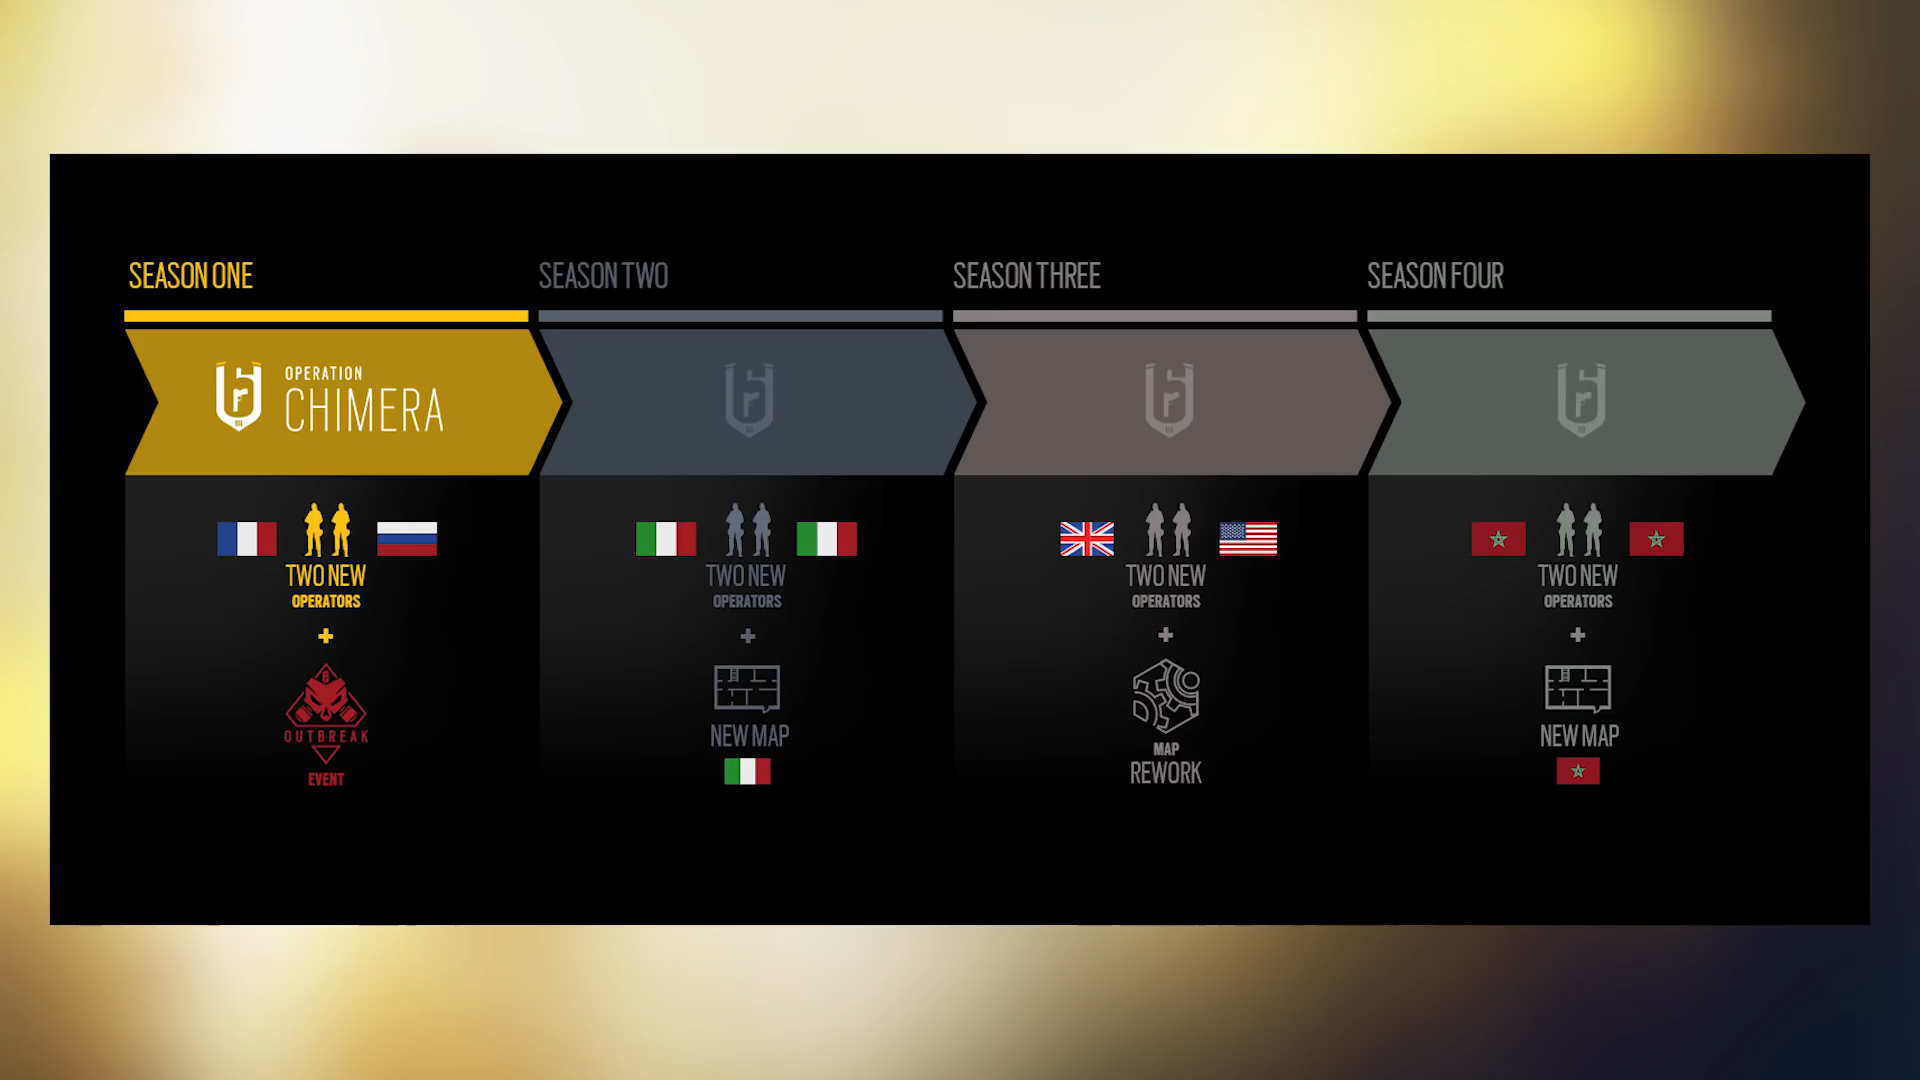 SEASON ONE
SEASON TWO
SEASON THREE
SEASON FOUR
OPERATION
CHIMERA
TWO NEW
OPERATORS
+
OUTBREAK
EVENT
TWO NEW
OPERATORS
+
NEW MAP
TWO NEW
OPERATORS
+
MAP
REWORK
TWO NEW
OPERATORS
+
NEW MAP